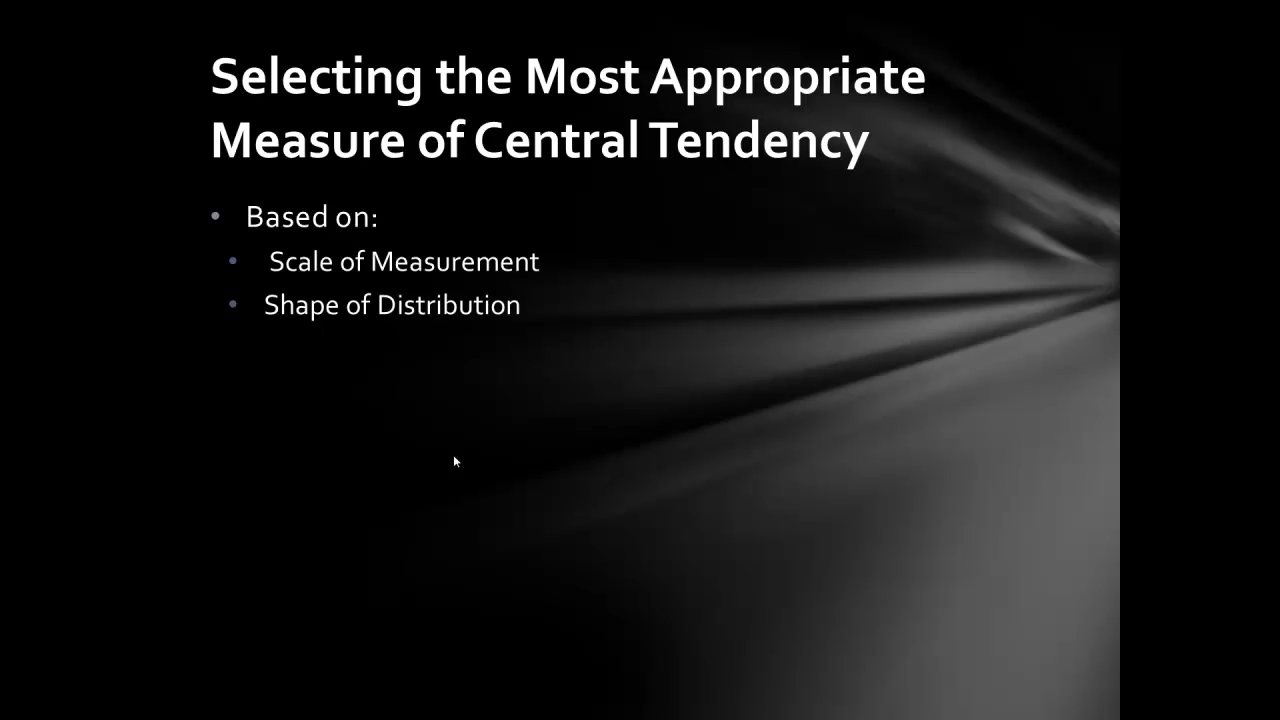 Selecting the Most Appropriate
Measure of Central Tendency
• Based on:
• Scale of Measurement
• Shape of Distribution